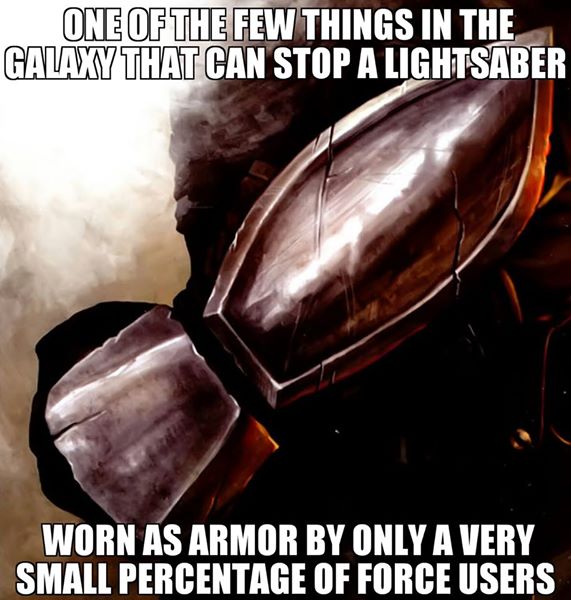 ONE OF THE FEW THINGS IN THE
GALAXY THAT CAN STOP A LIGHTSABER
WORN AS ARMOR BY ONLY A VERY
SMALL PERCENTAGE OF FORCE USERS